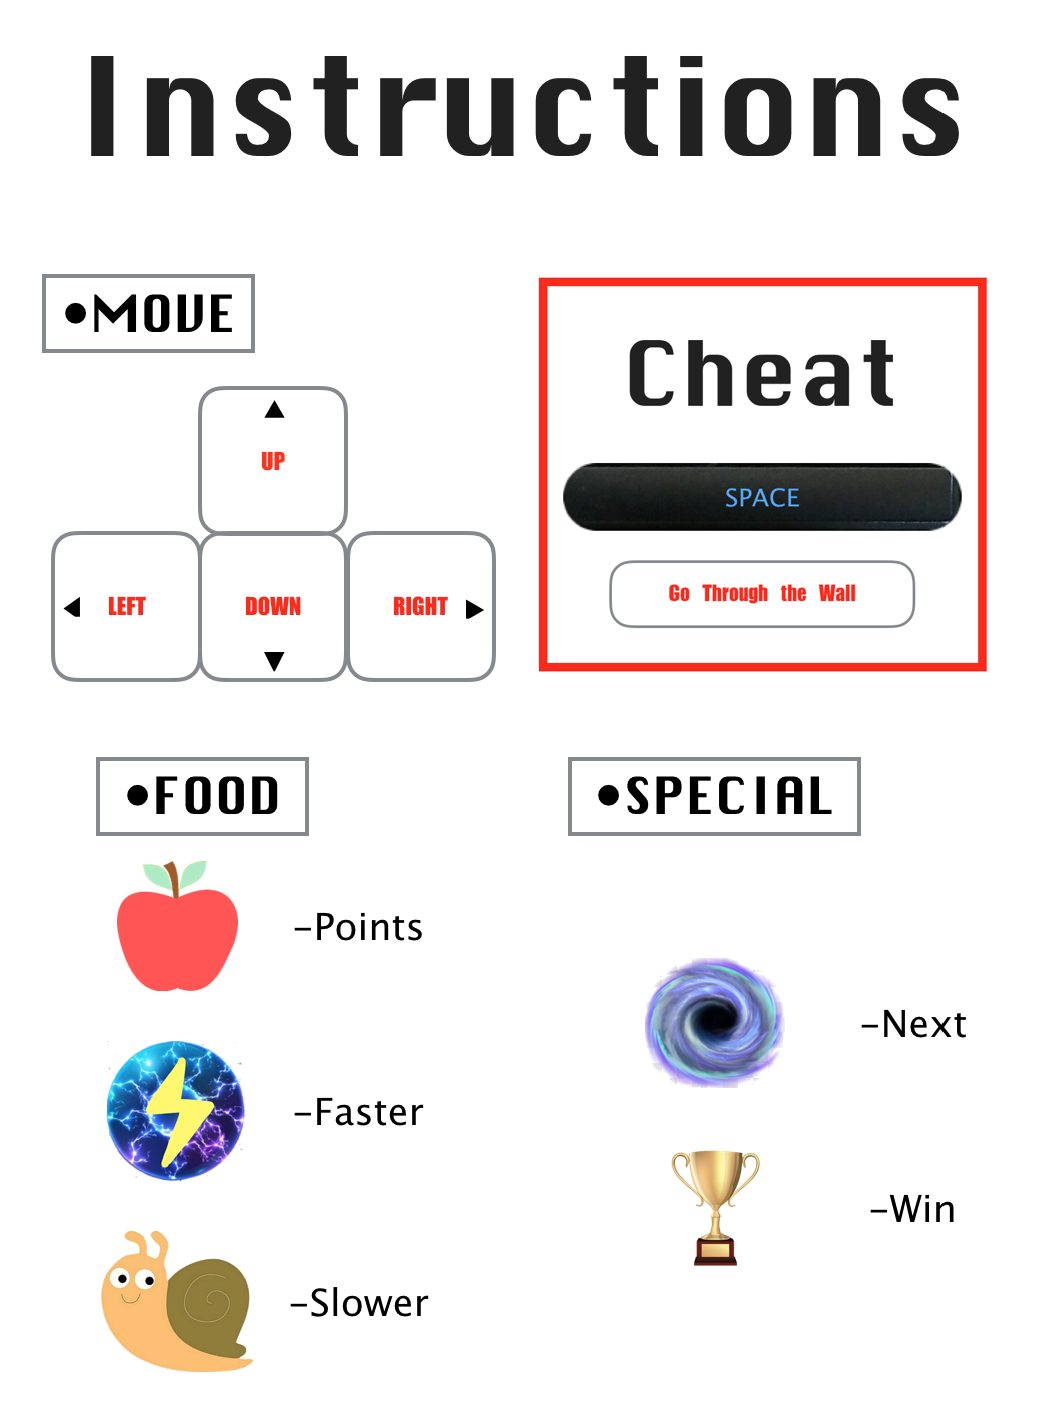 Instructions
•MOVE
UP
LEFT
DOWN
RIGHT
Cheat
SPACE
Go Through the Wall
•FOOD
-Points
-Faster
-Slower
•SPECIAL
-Next
-Win